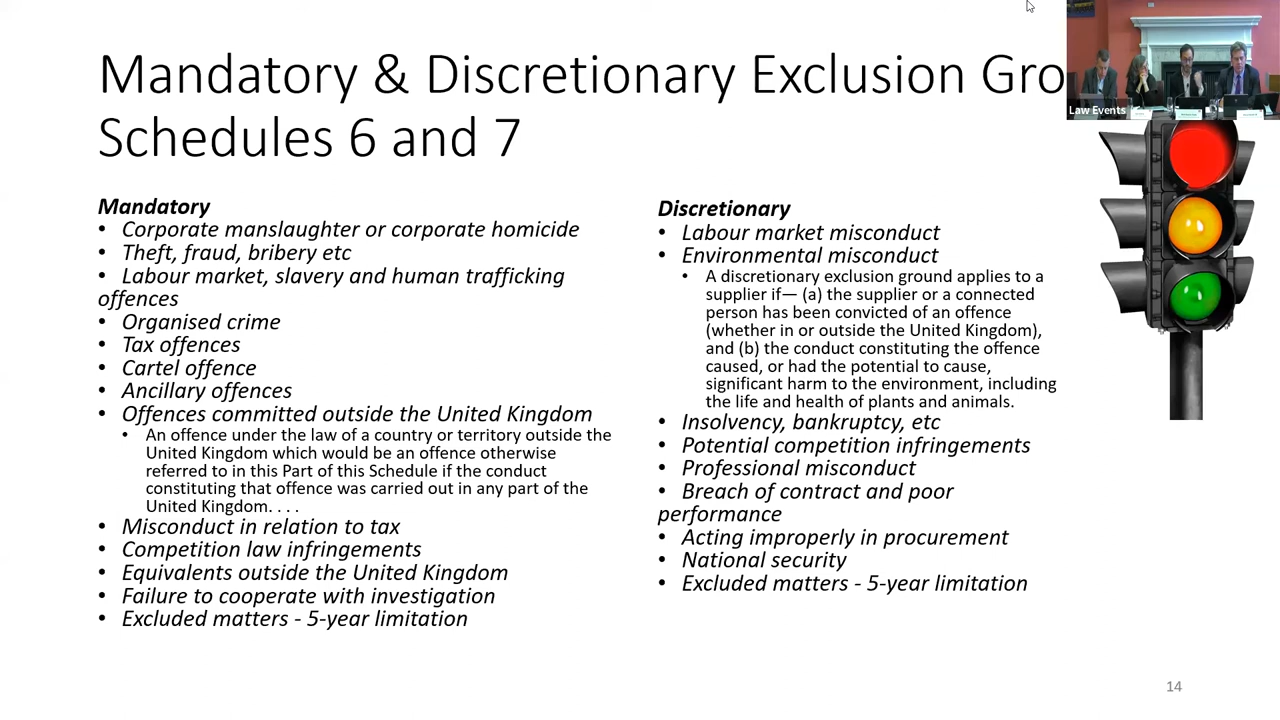 Mandatory & Discretionary Exclusion Gro
Schedules 6 and 7
Law Events
Mandatory
• Corporate manslaughter or corporate homicide
• Theft, fraud, bribery etc
• Labour market, slavery and human trafficking
offences
• Organised crime
• Tax offences
• Cartel offence
• Ancillary offences
• Offences committed outside the United Kingdom
• An offence under the law of a country or territory outside the
United Kingdom which would be an offence otherwise
referred to in this Part of this Schedule if the conduct
constituting that offence was carried out in any part of the
United Kingdom. . . .
• Misconduct in relation to tax
• Competition law infringements
• Equivalents outside the United Kingdom
• Failure to cooperate with investigation
• Excluded matters - 5-year limitation
Discretionary
• Labour market misconduct
• Environmental misconduct
• A discretionary exclusion ground applies to a
supplier if— (a) the supplier or a connected
person has been convicted of an offence
(whether in or outside the United Kingdom),
and (b) the conduct constituting the offence
caused, or had the potential to cause,
significant harm to the environment, including
the life and health of plants and animals.
• Insolvency, bankruptcy, etc
• Potential competition infringements
• Professional misconduct
• Breach of contract and poor
performance
• Acting improperly in procurement
• National security
• Excluded matters - 5-year limitation
14